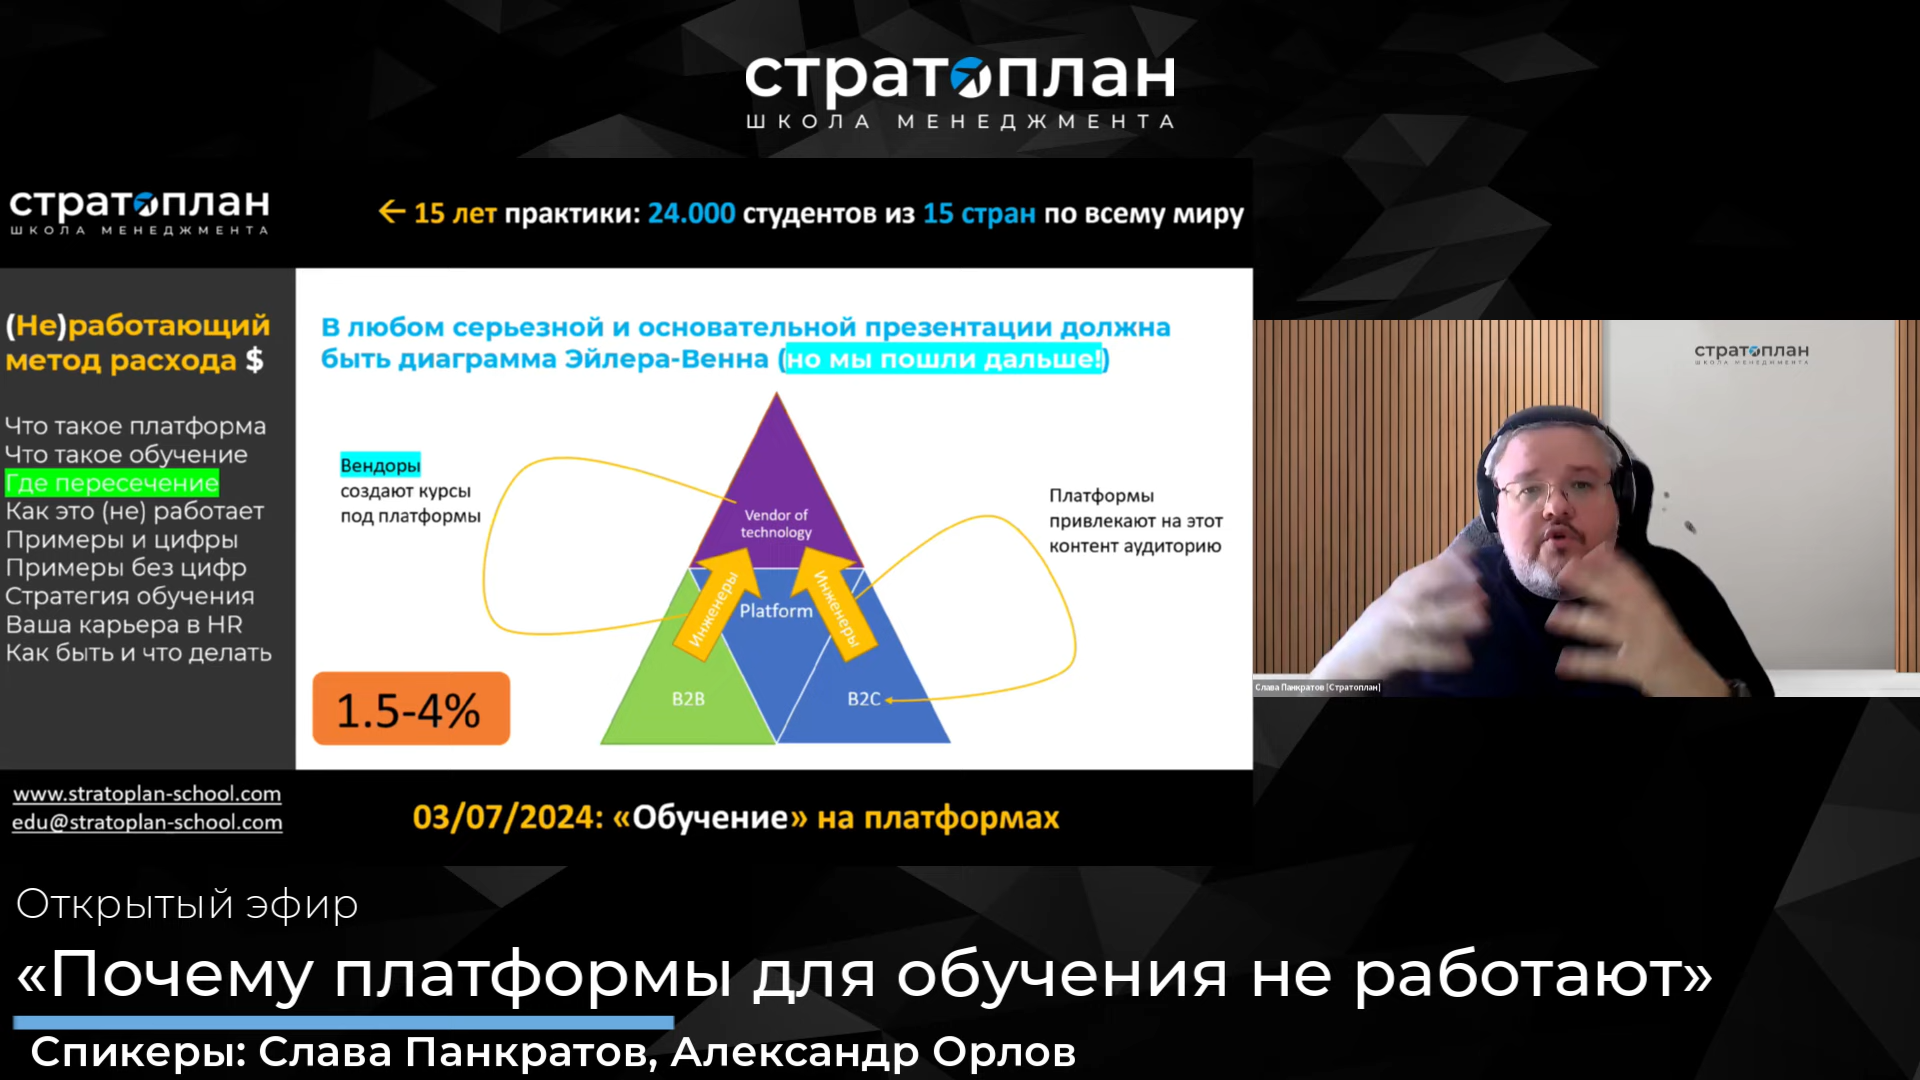 стратоплан
ШКОЛА МЕНЕДЖМЕНТА
стратоплан
ШКОЛА МЕНЕДЖМЕНТА
← 15 лет практики: 24.000 студентов из 15 стран по всему миру
(Не)работающий
метод расхода $
Что такое платформа
Что такое обучение
Где пересечение
Как это (не) работает
Примеры и цифры
Примеры без цифр
Стратегия обучения
Ваша карьера в HR
Как быть и что делать
В любом серьезной и основательной презентации должна
быть диаграмма Эйлера-Венна (но мы пошли дальше!)
Вендоры
создают курсы
под платформы
Vendor of
technology
Инженеры
Platform
Инженеры
B2B
B2C
Платформы
привлекают на этот
контент аудиторию
1.5-4%
стратоплан
ШКОЛА МЕНЕДЖМЕНТА
Слава Панкратов [Стратоплан]
www.stratoplan-school.com
edu@stratoplan-school.com
03/07/2024: «Обучение» на платформах
Открытый эфир
«Почему платформы для обучения не работают»
Спикеры: Слава Панкратов, Александр Орлов